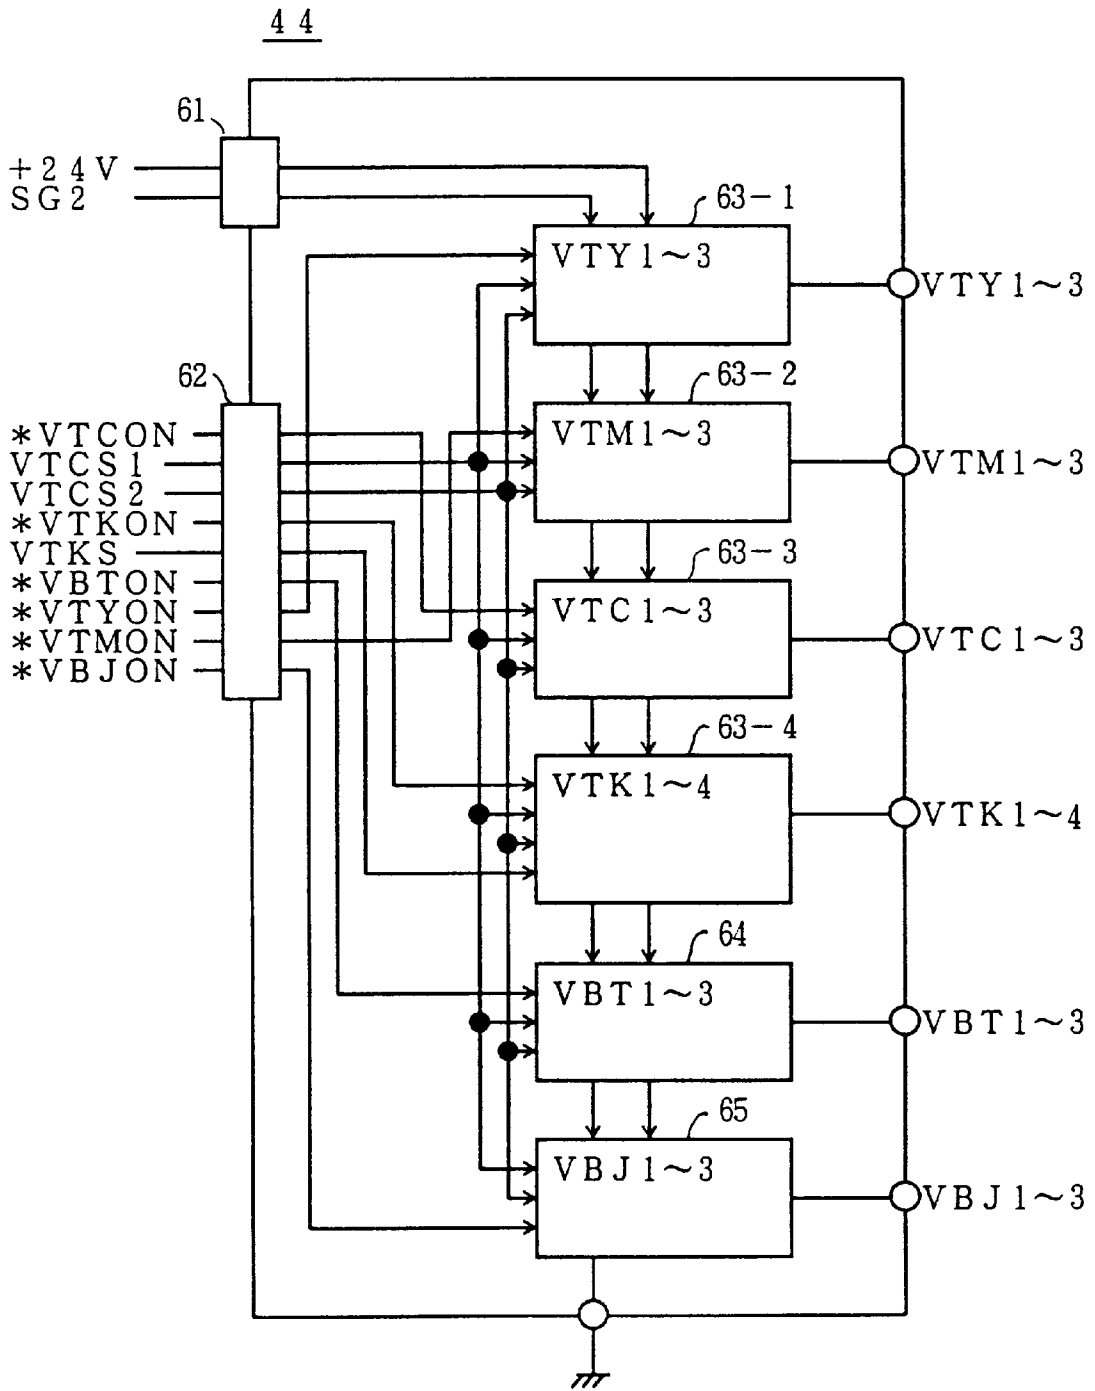 44
61
+24V
SG2
63-1
VTY1～3
VTY1～3
62
63-2
*VTCON
VTCS1
VTCS2
*VTKON
VTKS
*VBTON
*VTYON
*VTMON
*VBJON
VTM1～3
VTM1～3
63-3
VTC1～3
VTC1～3
63-4
VTK1～4
VTK1～4
64
VBT1～3
VBT1～3
65
VBJ1～3
VBJ1～3